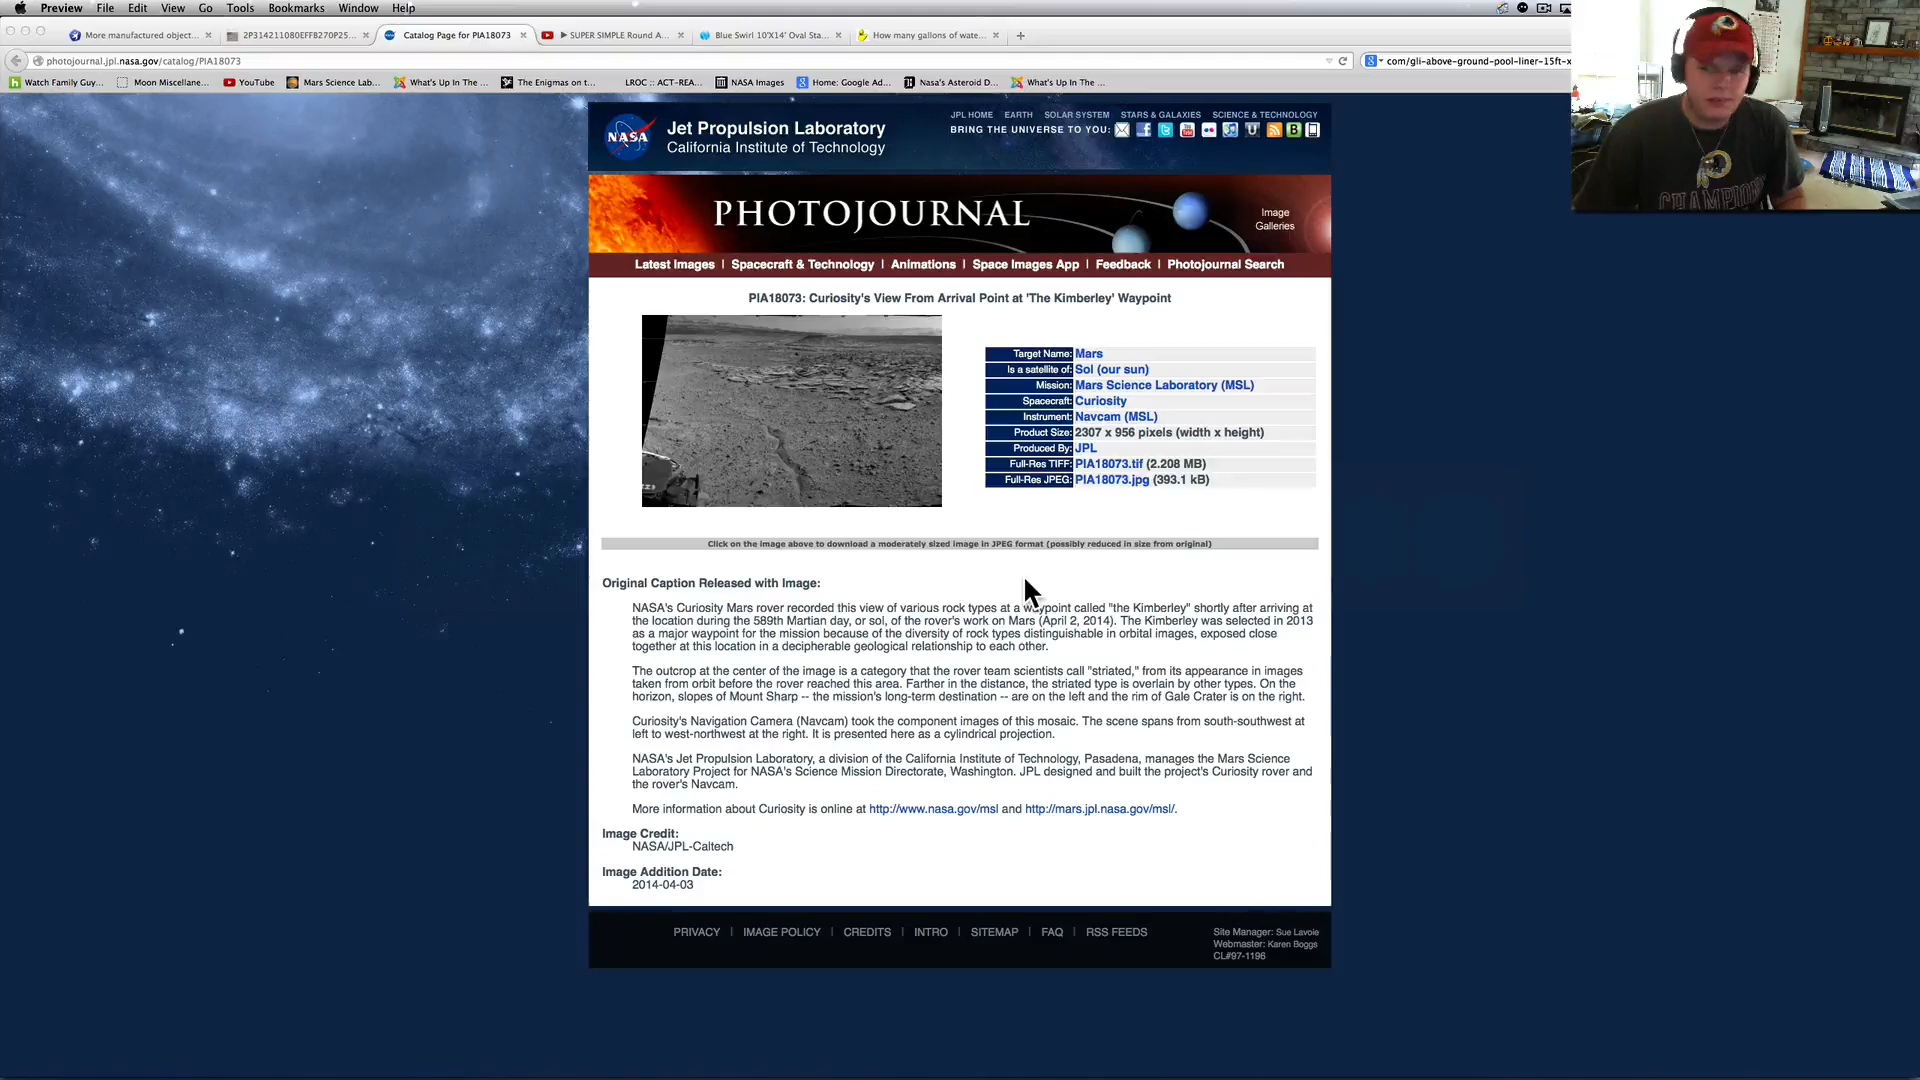 Preview File Edit View Go Tools Bookmarks Window Help
More manufactured object...
2P314211080EFFB270P25...
Catalog Page for PIA18073
SUPER SIMPLE Round A...
Blue Swirl 10'X14' Oval Sta...
How many gallons of wate...
photojournal.jpl.nasa.gov/catalog/PIA18073
com/gli-above-ground-pool-liner-15ft-x
Watch Family Guy...
Moon Miscellane...
YouTube
Mars Science Lab...
What's Up In The ...
The Enigmas on t...
LROC :: ACT-REA...
NASA Images
Home: Google Ad...
Nasa's Asteroid D...
What's Up In The ...
NASA
Jet Propulsion Laboratory
California Institute of Technology
JPL HOME EARTH SOLAR SYSTEM STARS & GALAXIES SCIENCE & TECHNOLOGY
BRING THE UNIVERSE TO YOU:
PHOTOJOURNAL
Image
Galleries
Latest Images | Spacecraft & Technology | Animations | Space Images App | Feedback | Photojournal Search
PIA18073: Curiosity's View From Arrival Point at 'The Kimberley' Waypoint
Target Name: Mars
Is a satellite of: Sol (our sun)
Mission: Mars Science Laboratory (MSL)
Spacecraft: Curiosity
Instrument: Navcam (MSL)
Product Size: 2307 x 956 pixels (width x height)
Produced By: JPL
Full-Res TIFF: PIA18073.tif (2.208 MB)
Full-Res JPEG: PIA18073.jpg (393.1 kB)
Click on the image above to download a moderately sized image in JPEG format (possibly reduced in size from original)
Original Caption Released with Image:
NASA's Curiosity Mars rover recorded this view of various rock types at a waypoint called "the Kimberley" shortly after arriving at
the location during the 589th Martian day, or sol, of the rover's work on Mars (April 2, 2014). The Kimberley was selected in 2013
as a major waypoint for the mission because of the diversity of rock types distinguishable in orbital images, exposed close
together at this location in a decipherable geological relationship to each other.
The outcrop at the center of the image is a category that the rover team scientists call "striated," from its appearance in images
taken from orbit before the rover reached this area. Farther in the distance, the striated type is overlain by other types. On the
horizon, slopes of Mount Sharp -- the mission's long-term destination -- are on the left and the rim of Gale Crater is on the right.
Curiosity's Navigation Camera (Navcam) took the component images of this mosaic. The scene spans from south-southwest at
left to west-northwest at the right. It is presented here as a cylindrical projection.
NASA's Jet Propulsion Laboratory, a division of the California Institute of Technology, Pasadena, manages the Mars Science
Laboratory Project for NASA's Science Mission Directorate, Washington. JPL designed and built the project's Curiosity rover and
the rover's Navcam.
More information about Curiosity is online at http://www.nasa.gov/msl and http://mars.jpl.nasa.gov/msl/.
Image Credit:
NASA/JPL-Caltech
Image Addition Date:
2014-04-03
PRIVACY | IMAGE POLICY | CREDITS | INTRO | SITEMAP | FAQ | RSS FEEDS
Site Manager: Sue Lavoie
Webmaster: Karen Boggs
CL#97-1196